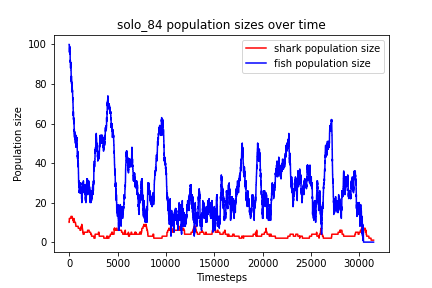 solo_84 population sizes over time
shark population size
fish population size
Population size
100
80
60
40
20
0
0
5000
10000
15000
20000
25000
30000
Timesteps